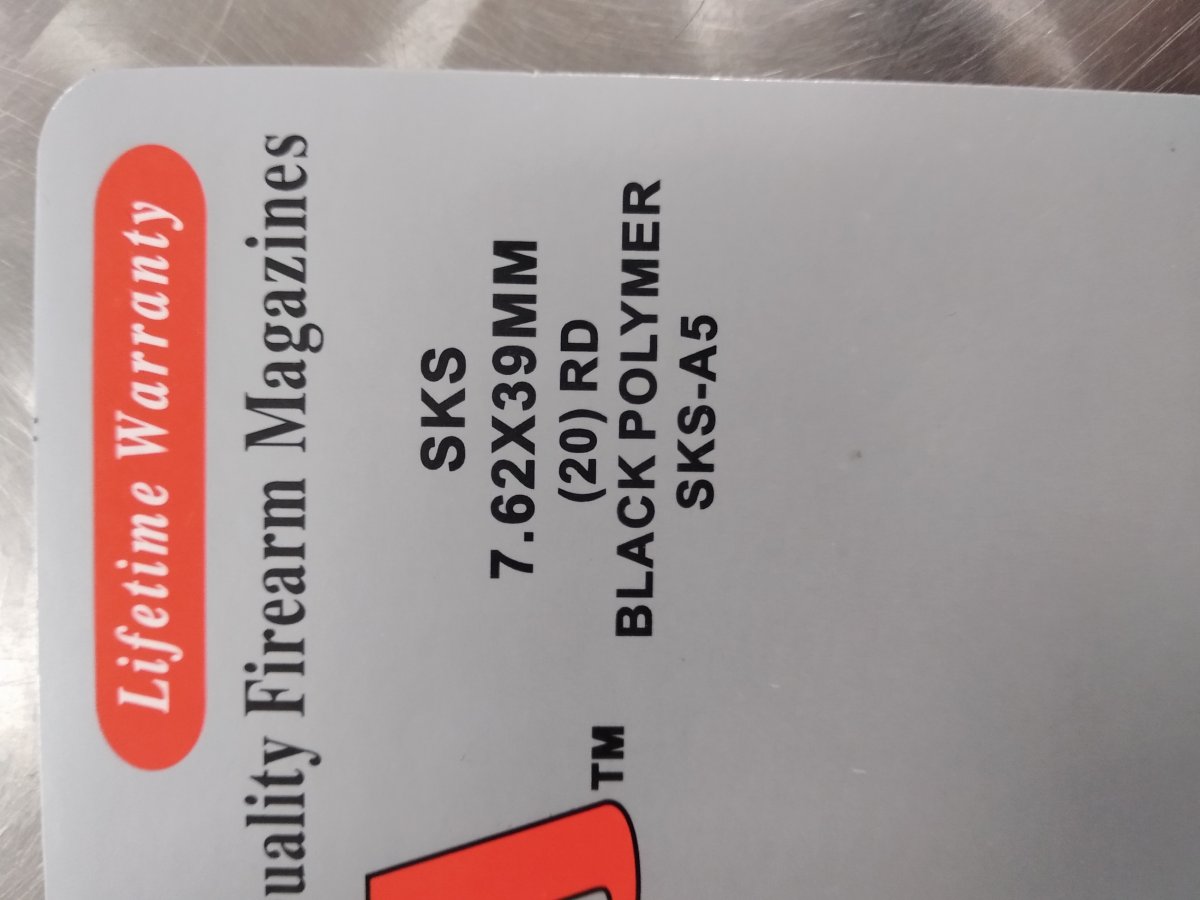 Lifetime Warranty
uality Firearm Magazines
SKS
7.62X39MM
(20) RD
BLACK POLYMER
SKS-A5
TM